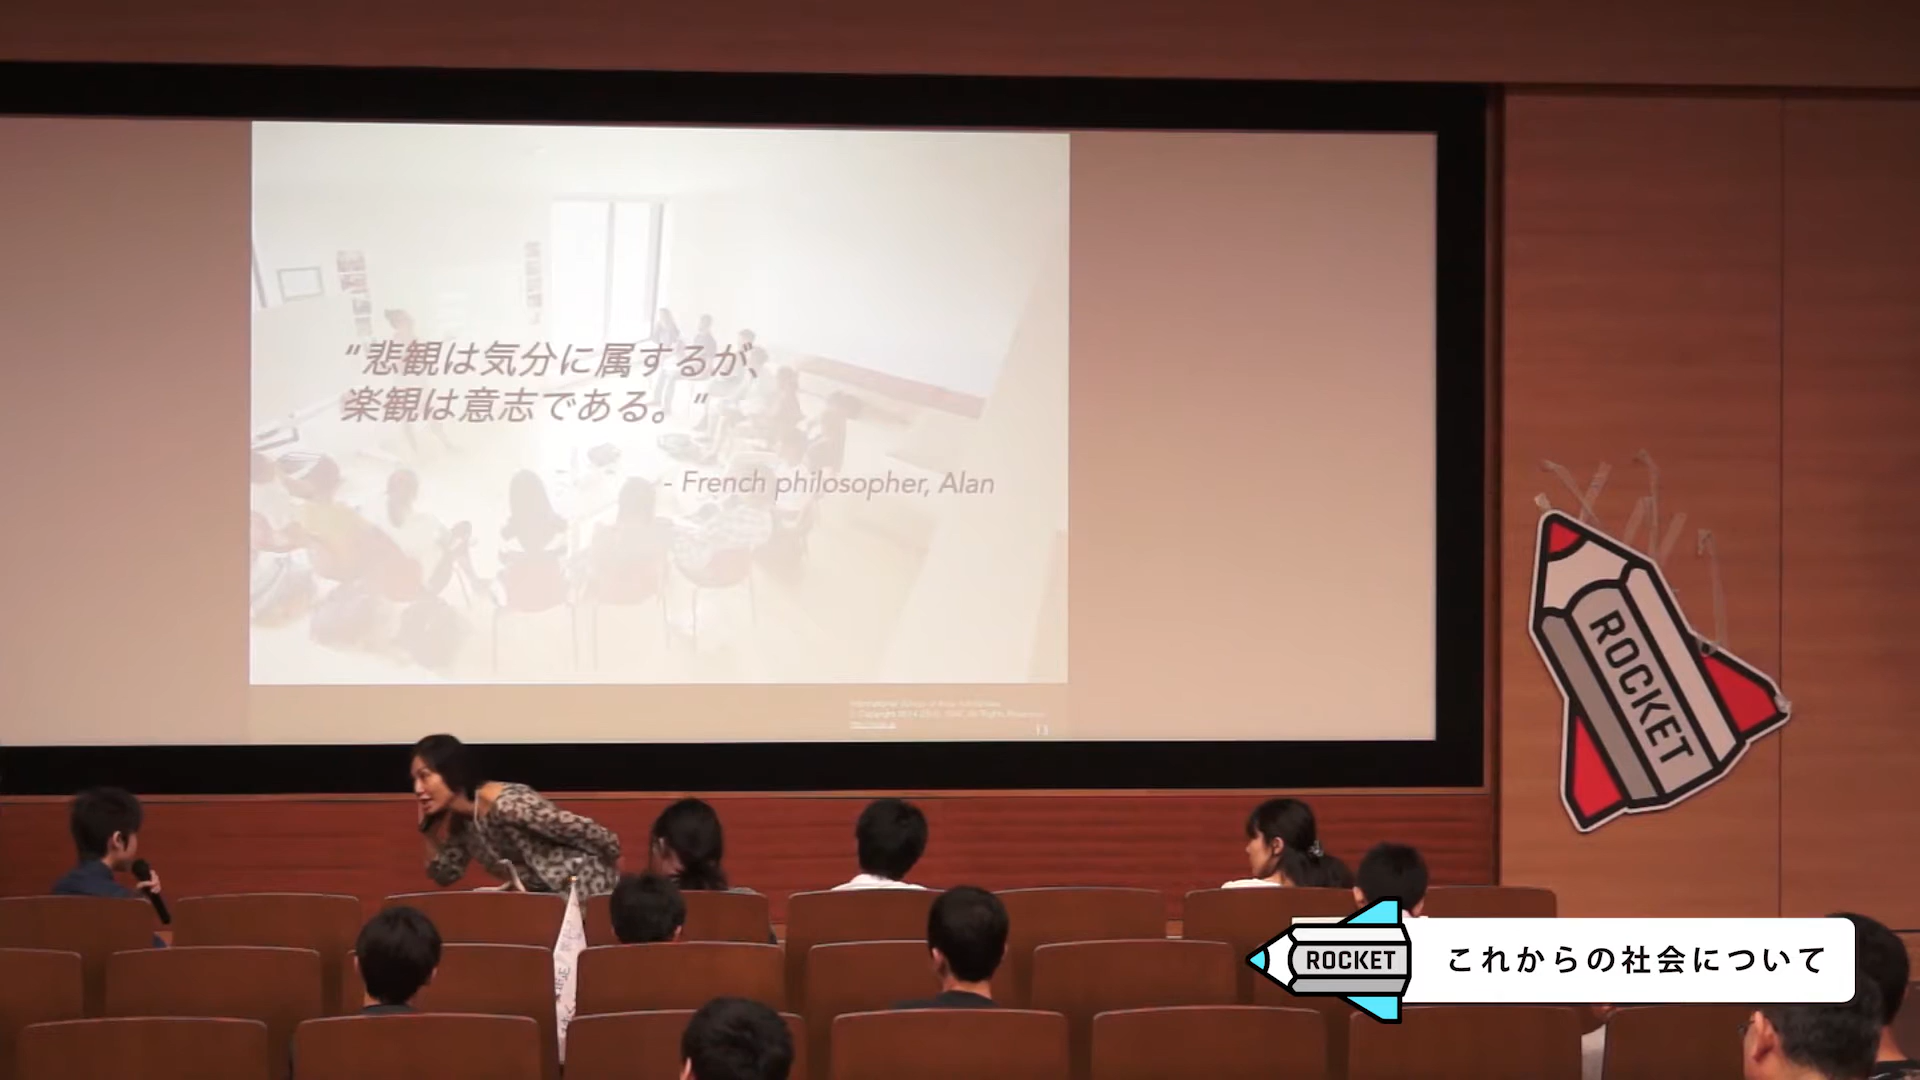 “悲観は気分に属するが、
楽観は意志である。“
- French philosopher, Alan
13
ROCKET
ROCKET
これからの社会について